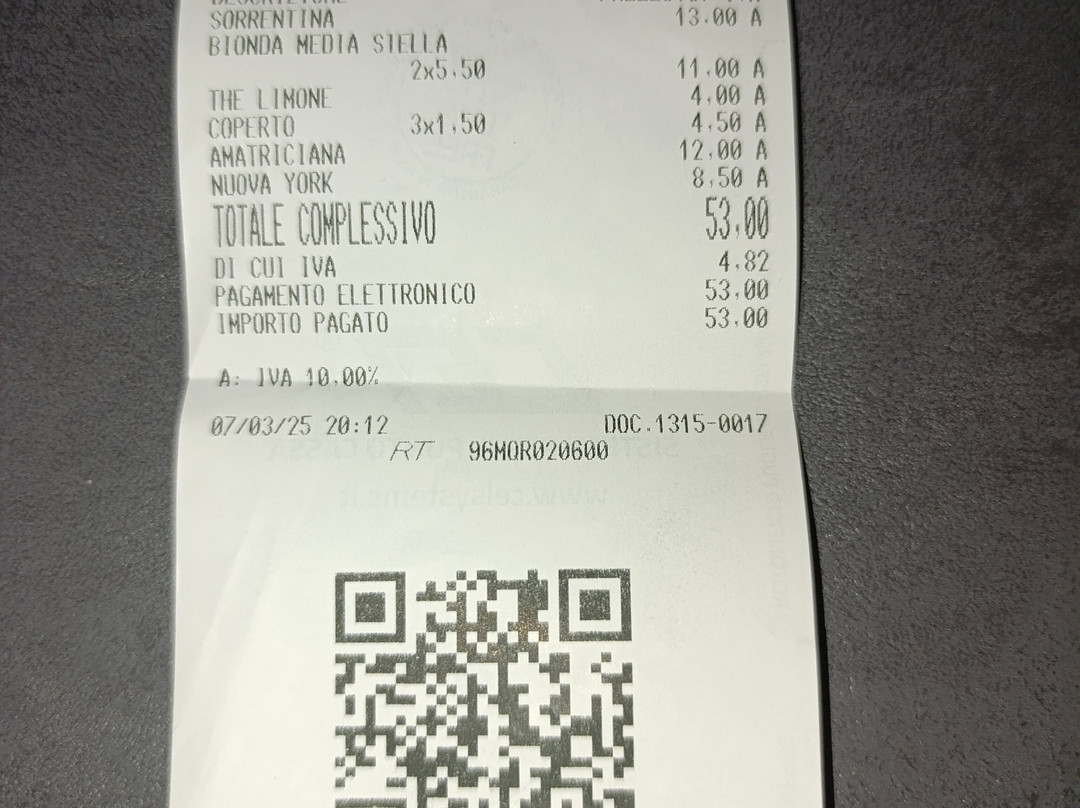 SORRENTINA 13.00 A
BIONDA MEDIA STELLA
2x5,50 11,00 A
THE LIMONE 4,00 A
COPERTO 3x1,50 4,50 A
AMATRICIANA 12,00 A
NUOVA YORK 8,50 A
TOTALE COMPLESSIVO 53,00
DI CUI IVA 4,82
PAGAMENTO ELETTRONICO 53,00
IMPORTO PAGATO 53,00
A: IVA 10.00%
07/03/25 20:12 DOC.1315-0017
RT 96MQR020600